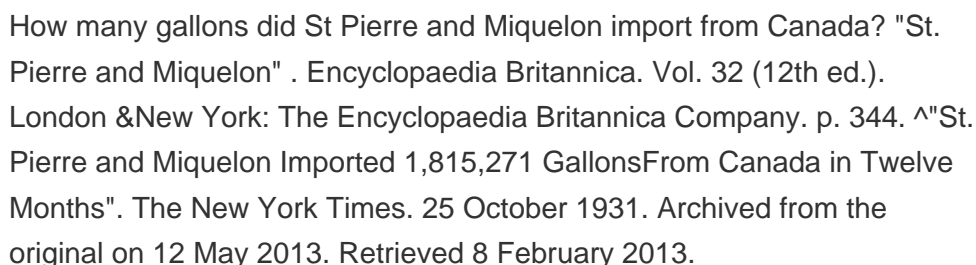 How many gallons did St Pierre and Miquelon import from Canada? "St.
Pierre and Miquelon" . Encyclopaedia Britannica. Vol. 32 (12th ed.).
London &New York: The Encyclopaedia Britannica Company. p. 344. ^"St.
Pierre and Miquelon Imported 1,815,271 GallonsFrom Canada in Twelve
Months". The New York Times. 25 October 1931. Archived from the
original on 12 May 2013. Retrieved 8 February 2013.